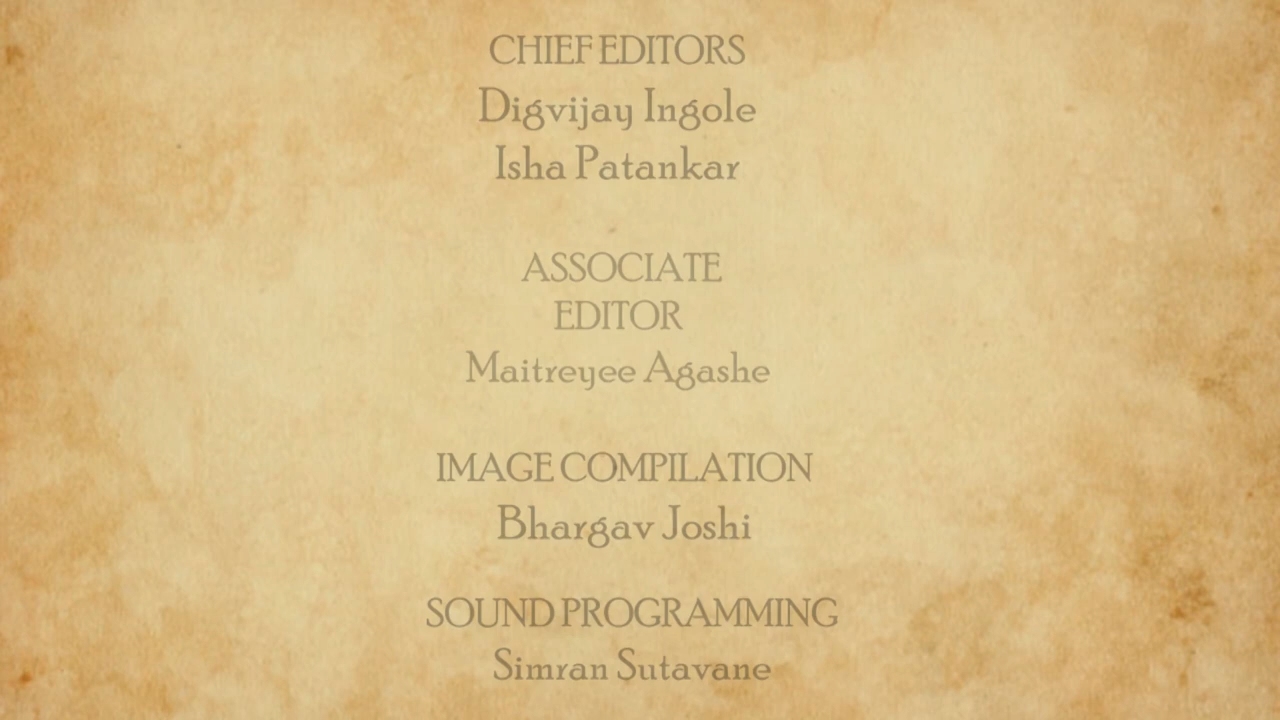 CHIEF EDITORS
Digvijay Ingole
Isha Patankar
ASSOCIATE
EDITOR
Maitreyee Agashe
IMAGE COMPILATION
Bhargav Joshi
SOUND PROGRAMMING
Simran Sutavane